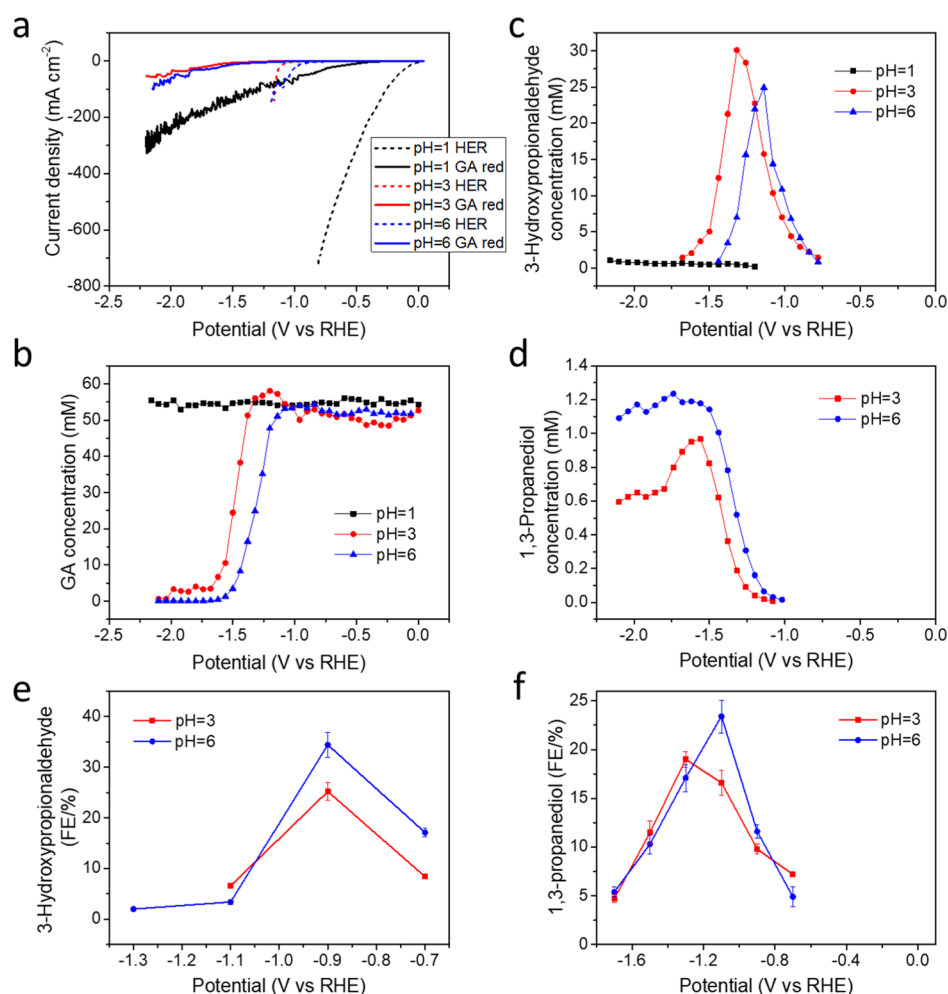 a
Current density (mA cm-2)
0
-200
-400
-600
-800
pH=1 HER
pH=1 GA red
pH=3 HER
pH=3 GA red
pH=6 HER
pH=6 GA red
-2.5 -2.0 -1.5 -1.0 -0.5 0.0
Potential (V vs RHE)
b
GA concentration (mM)
60
50
40
30
20
10
0
pH=1
pH=3
pH=6
-2.5 -2.0 -1.5 -1.0 -0.5 0.0
Potential (V vs RHE)
c
3-Hydroxypropionaldehyde
concentration (mM)
30
25
20
15
10
5
0
pH=1
pH=3
pH=6
-2.0 -1.5 -1.0 -0.5 0.0
Potential (V vs RHE)
d
1,3-Propanediol
concentration (mM)
1.4
1.2
1.0
0.8
0.6
0.4
0.2
0.0
pH=3
pH=6
-2.0 -1.5 -1.0 -0.5 0.0
Potential (V vs RHE)
e
3-Hydroxypropionaldehyde
(FE/%)
40
30
20
10
0
pH=3
pH=6
-1.3 -1.2 -1.1 -1.0 -0.9 -0.8 -0.7
Potential (V vs RHE)
f
1,3-propanediol (FE/%)
25
20
15
10
5
0
pH=3
pH=6
-1.6 -1.2 -0.8 -0.4 0.0
Potential (V vs RHE)